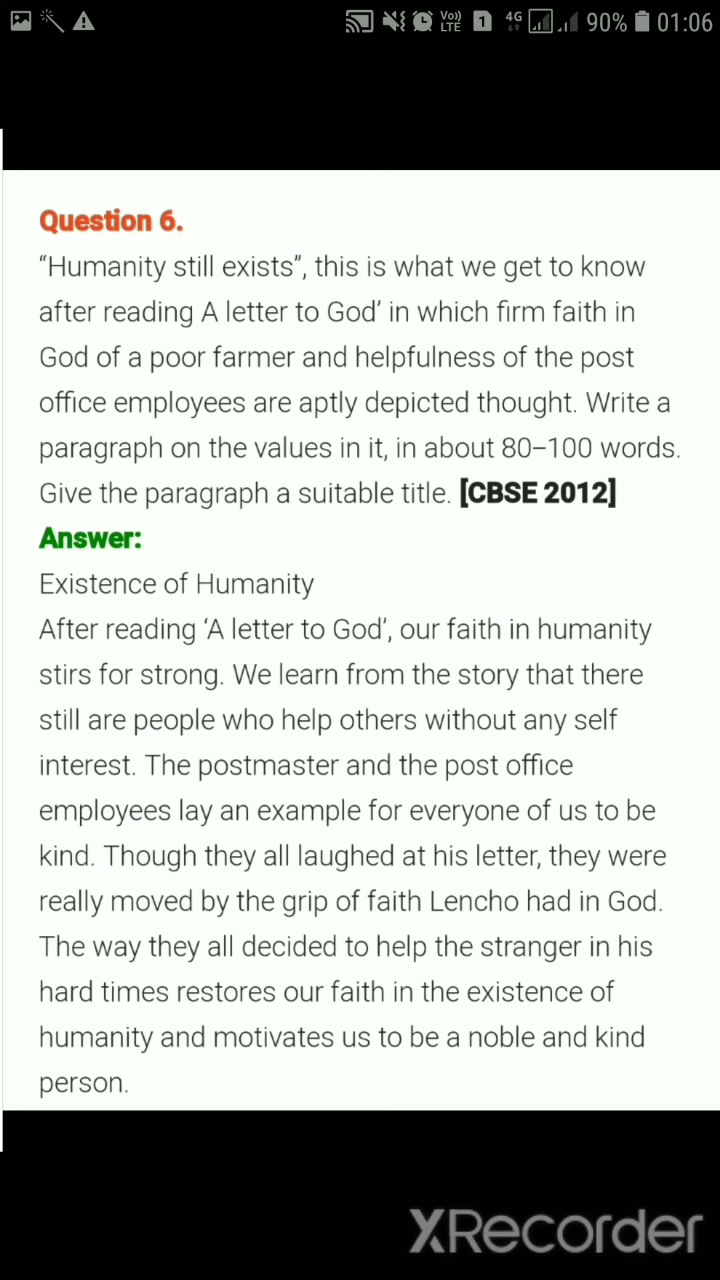 Vo))
LTE
1
4G
90%
01:06
Question 6.
“Humanity still exists”, this is what we get to know
after reading A letter to God’ in which firm faith in
God of a poor farmer and helpfulness of the post
office employees are aptly depicted thought. Write a
paragraph on the values in it, in about 80–100 words.
Give the paragraph a suitable title. [CBSE 2012]
Answer:
Existence of Humanity
After reading ‘A letter to God’, our faith in humanity
stirs for strong. We learn from the story that there
still are people who help others without any self
interest. The postmaster and the post office
employees lay an example for everyone of us to be
kind. Though they all laughed at his letter, they were
really moved by the grip of faith Lencho had in God.
The way they all decided to help the stranger in his
hard times restores our faith in the existence of
humanity and motivates us to be a noble and kind
person.
XRecorder